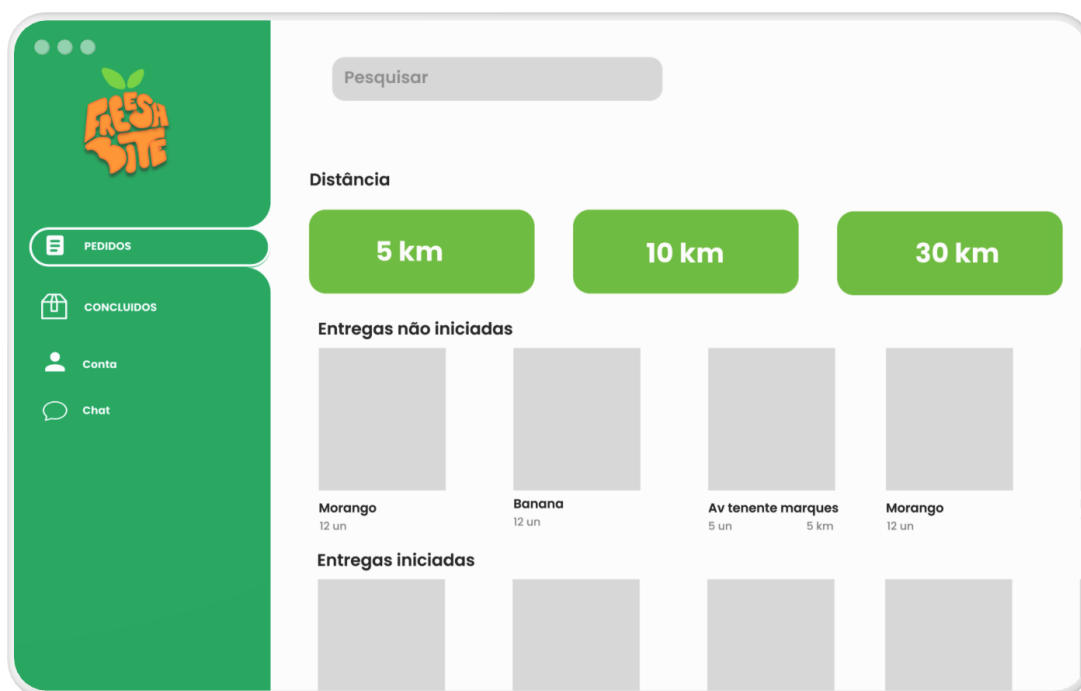 FRESH
BITE
Pesquisar
PEDIDOS
CONCLUIDOS
Conta
Chat
Distância
5 km
10 km
30 km
Entregas não iniciadas
Morango
12 un
Banana
12 un
Av tenente marques
5 un 5 km
Morango
12 un
Entregas iniciadas